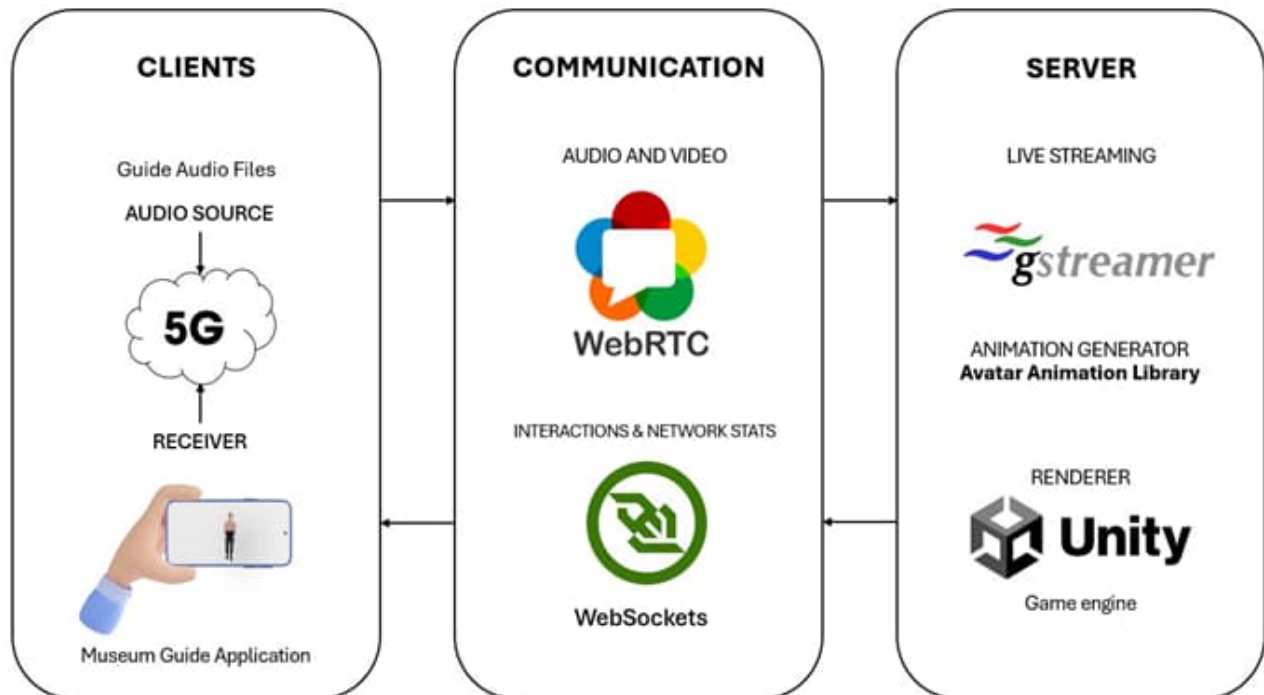 CLIENTS
Guide Audio Files
AUDIO SOURCE
5G
RECEIVER
Museum Guide Application
COMMUNICATION
AUDIO AND VIDEO
WebRTC
INTERACTIONS & NETWORK STATS
WebSockets
SERVER
LIVE STREAMING
gstreamer
ANIMATION GENERATOR
Avatar Animation Library
RENDERER
Unity
Game engine